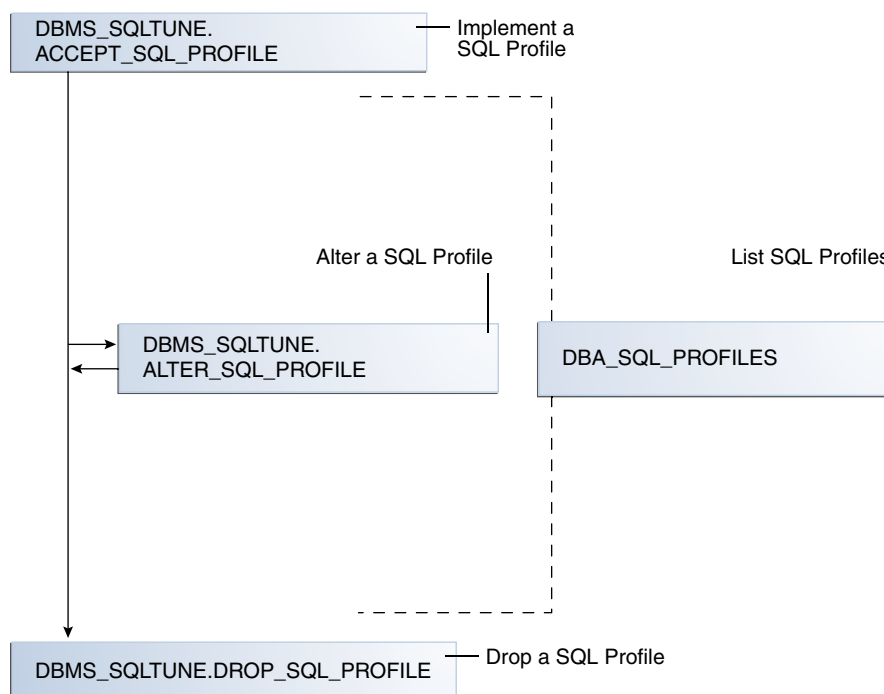 DBMS_SQLTUNE.
ACCEPT_SQL_PROFILE
Implement a
SQL Profile
Alter a SQL Profile
List SQL Profiles
DBMS_SQLTUNE.
ALTER_SQL_PROFILE
DBA_SQL_PROFILES
DBMS_SQLTUNE.DROP_SQL_PROFILE
Drop a SQL Profile